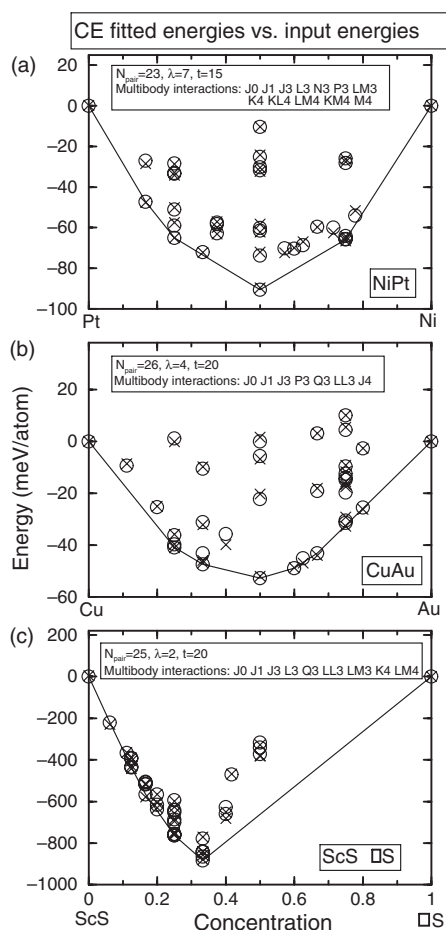 CE fitted energies vs. input energies
(a)
N_pair=23, λ=7, t=15
Multibody interactions: J0 J1 J3 L3 N3 P3 LM3
K4 KL4 LM4 KM4 M4
20
0
−20
−40
−60
−80
−100
NiPt
Pt
Ni
(b)
N_pair=26, λ=4, t=20
Multibody interactions: J0 J1 J3 P3 Q3 LL3 J4
20
0
−20
−40
−60
Energy (meV/atom)
CuAu
Cu
Au
(c)
N_pair=25, λ=2, t=20
Multibody interactions: J0 J1 J3 L3 Q3 LL3 LM3 K4 LM4
200
0
−200
−400
−600
−800
−1000
ScS □S
0 0.2 0.4 0.6 0.8 1
ScS
Concentration
□S